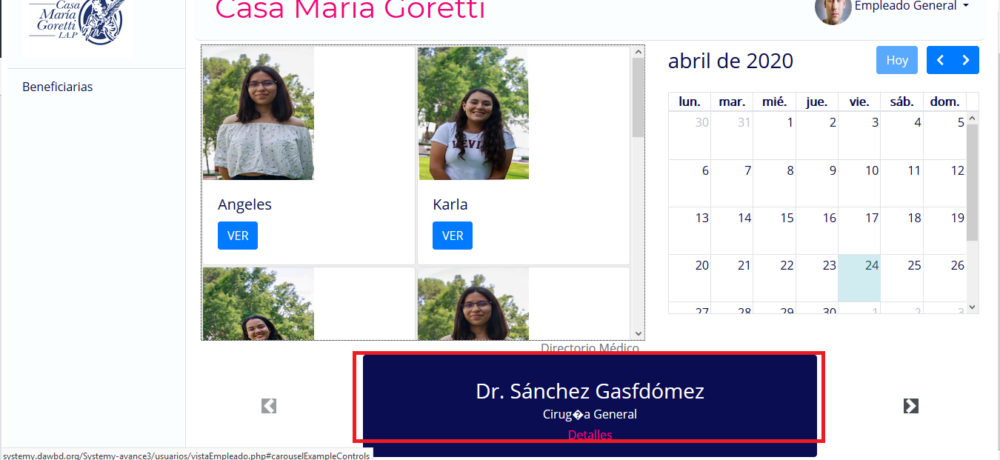 Casa María Goretti
Casa
María
Goretti
I.A.P
Empleado General
Beneficiarias
Angeles
VER
Karla
VER
LEVI'S
abril de 2020
Hoy
lun. mar. mié. jue. vie. sáb. dom.
30 31 1 2 3 4 5
6 7 8 9 10 11 12
13 14 15 16 17 18 19
20 21 22 23 24 25 26
27 28 29 30 1 2 3
Directorio Médico
Dr. Sánchez Gasfdómez
Cirug�a General
Detalles
systemy.dawbd.org/Systemy-avance3/usuarios/vistaEmpleado.php#carouselExampleControls